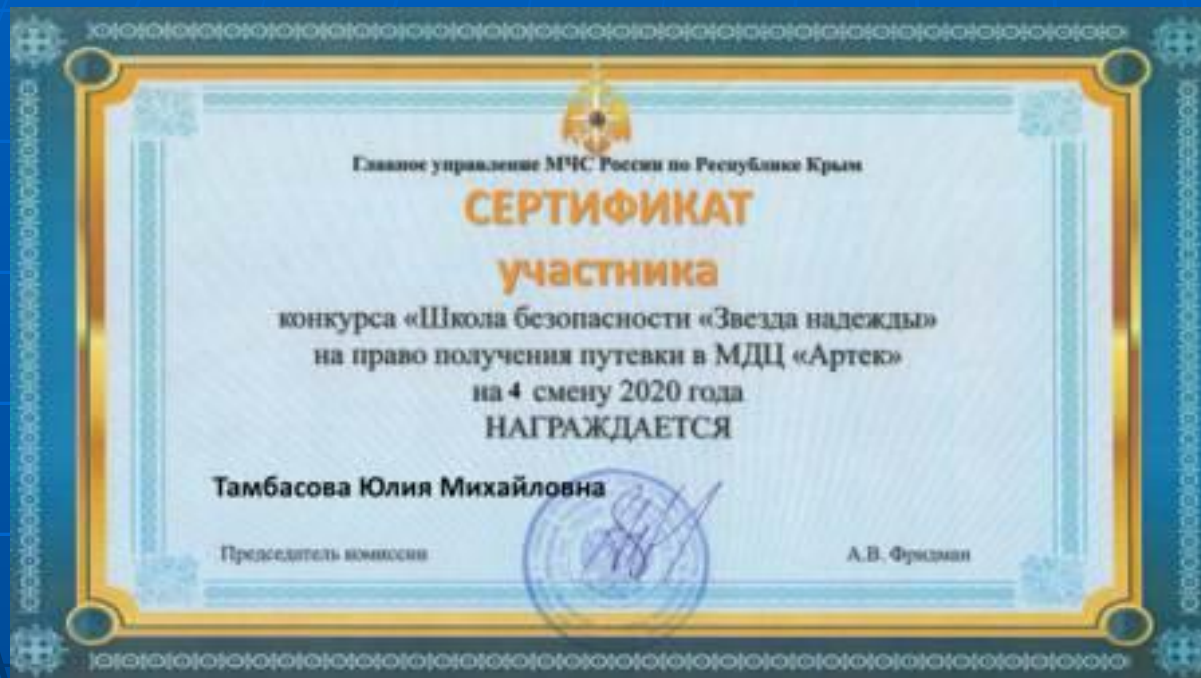 Главное управление МЧС России по Республике Крым
СЕРТИФИКАТ
участника
конкурса «Школа безопасности «Звезда надежды»
на право получения путевки в МДЦ «Артек»
на 4 смену 2020 года
НАГРАЖДАЕТСЯ
Тамбасова Юлия Михайловна
Председатель комиссии А.В. Фридман